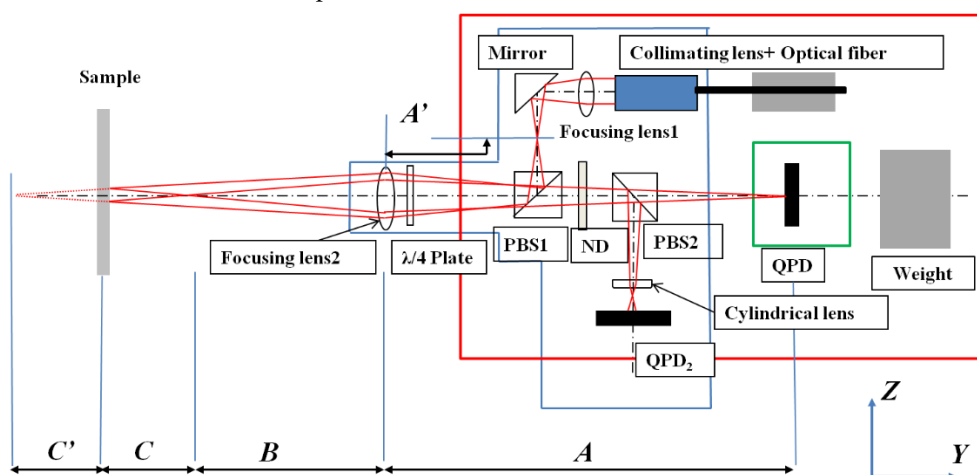 Mirror
Collimating lens+ Optical fiber
Sample
A'
Focusing lens1
PBS1
ND
PBS2
Focusing lens2
λ/4 Plate
QPD
Weight
Cylindrical lens
QPD₂
Z
C'
C
B
A
Y